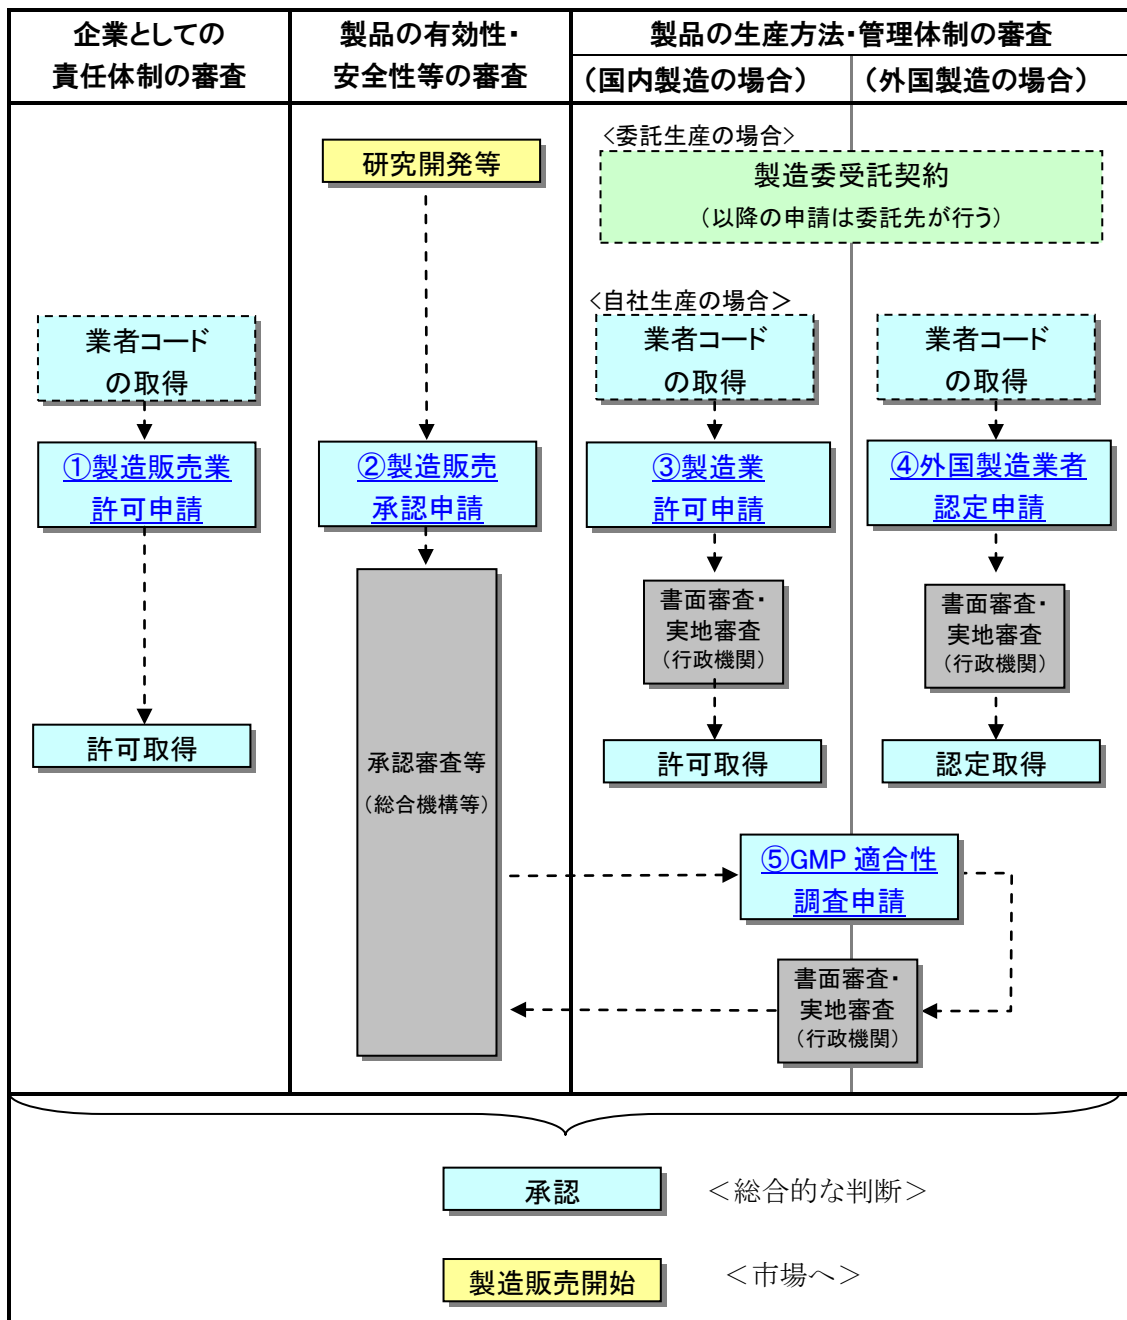 企業としての
責任体制の審査
製品の有効性・
安全性等の審査
製品の生産方法・管理体制の審査
（国内製造の場合）
（外国製造の場合）
研究開発等
＜委託生産の場合＞
製造委受託契約
（以降の申請は委託先が行う）
＜自社生産の場合＞
業者コード
の取得
業者コード
の取得
業者コード
の取得
①製造販売業
許可申請
②製造販売
承認申請
③製造業
許可申請
④外国製造業者
認定申請
書面審査・
実地審査
（行政機関）
書面審査・
実地審査
（行政機関）
許可取得
承認審査等
（総合機構等）
許可取得
認定取得
⑤GMP 適合性
調査申請
書面審査・
実地審査
（行政機関）
承認
＜総合的な判断＞
製造販売開始
＜市場へ＞